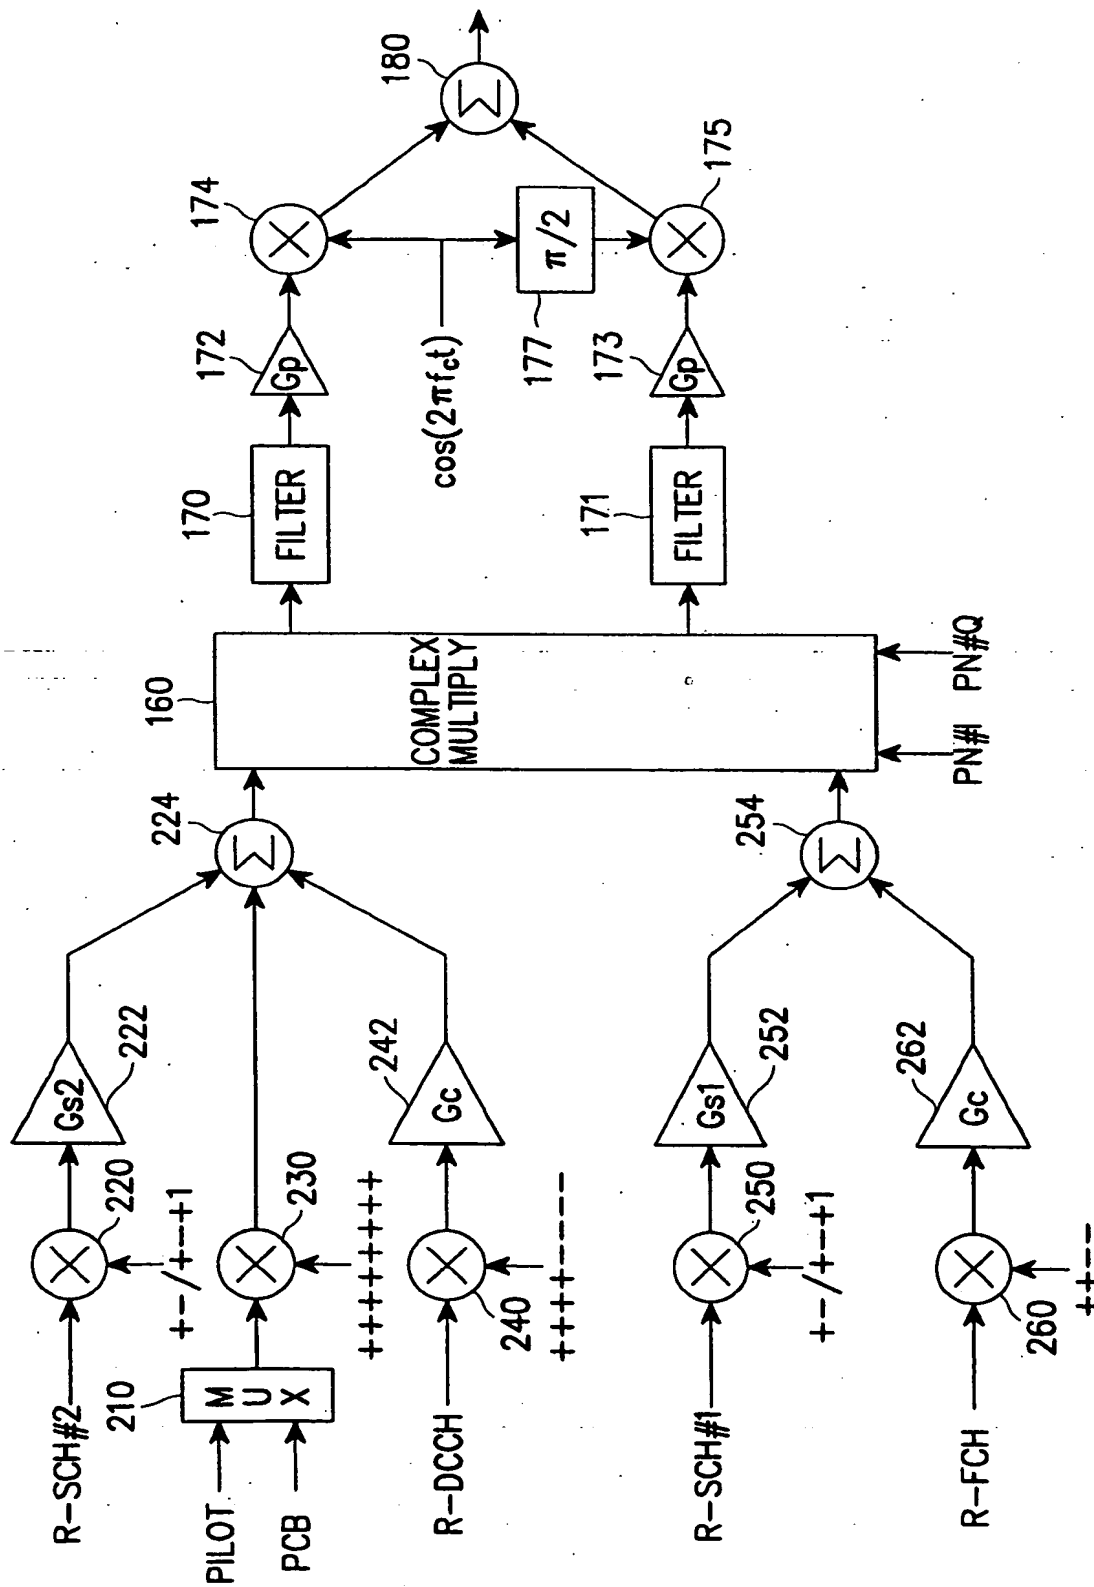 R-SCH#2
220
+-/+--+1
Gs2
222
PILOT
PCB
210
MUX
230
++++++++
R-DCCH
240
++++----
Gc
242
224
R-SCH#1
250
+-/+--+1
Gs1
252
R-FCH
260
++--
Gc
262
254
160
COMPLEX
MULTIPLY
PN#I
PN#Q
170
FILTER
172
Gp
174
cos(2πfct)
177
π/2
171
FILTER
173
Gp
175
180